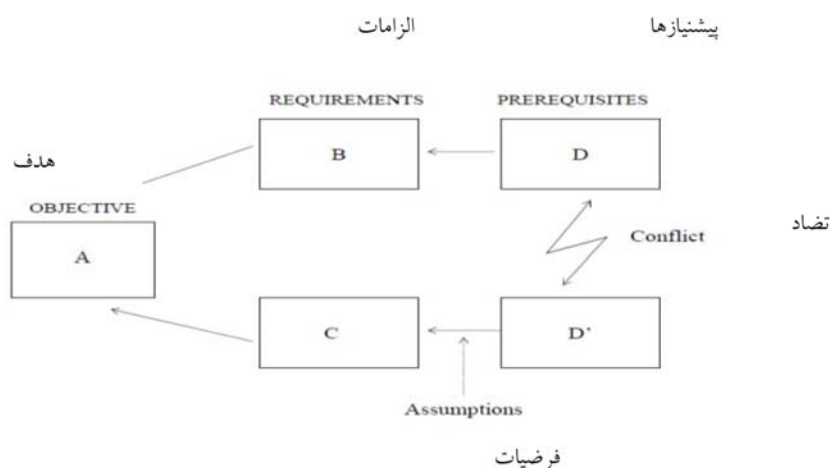 الزامات
پیشنیازها
REQUIREMENTS
PREREQUISITES
B
D
هدف
OBJECTIVE
A
Conflict
تضاد
C
D'
Assumptions
فرضیات